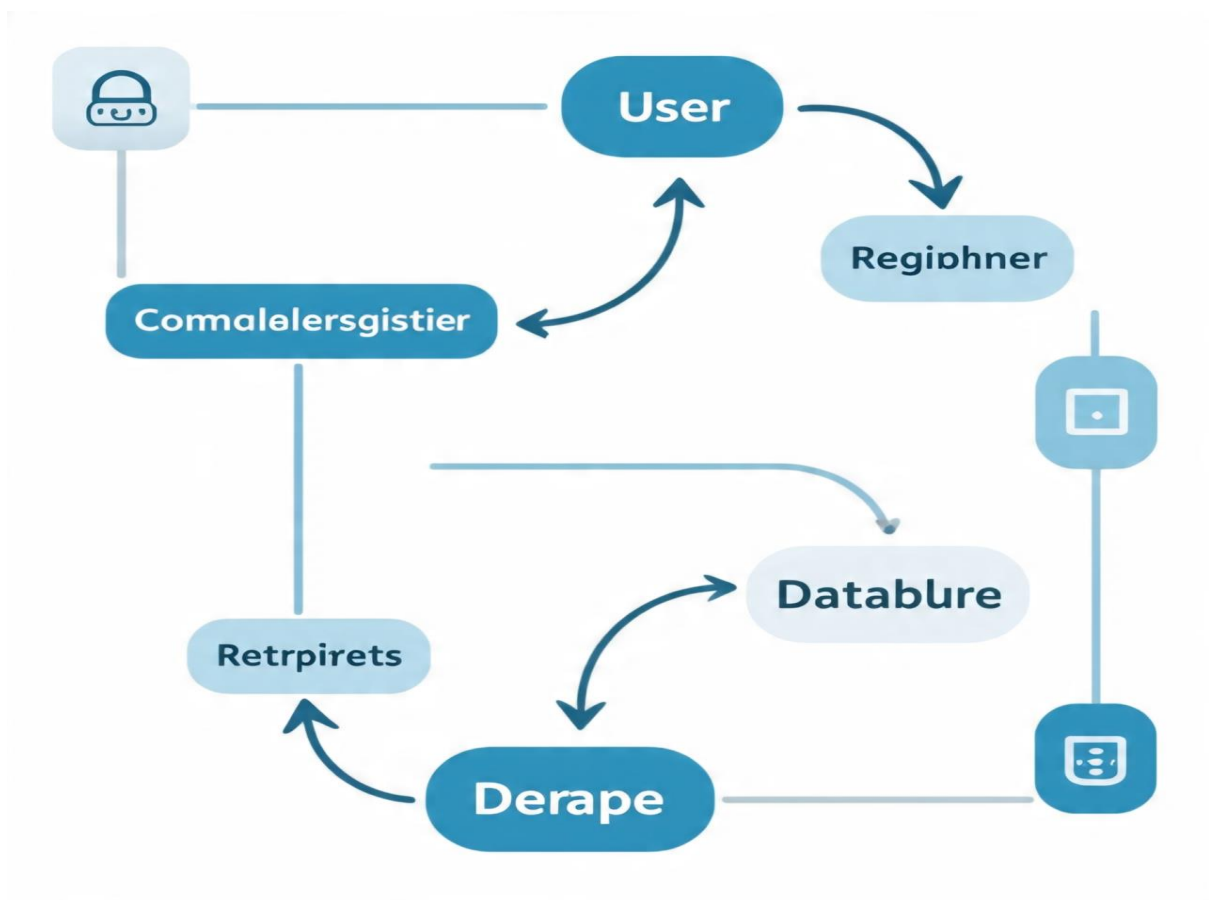 User
Regiphner
Comalelersgistier
Datablure
Retrpirets
Derape